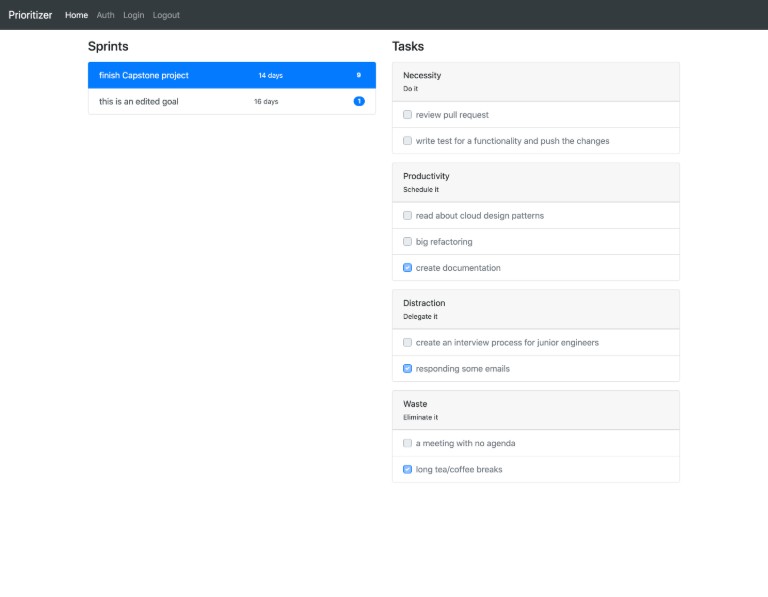 Prioritizer Home Auth Login Logout
Sprints
finish Capstone project 14 days 9
this is an edited goal 16 days 1
Tasks
Necessity
Do it
review pull request
write test for a functionality and push the changes
Productivity
Schedule it
read about cloud design patterns
big refactoring
create documentation
Distraction
Delegate it
create an interview process for junior engineers
responding some emails
Waste
Eliminate it
a meeting with no agenda
long tea/coffee breaks